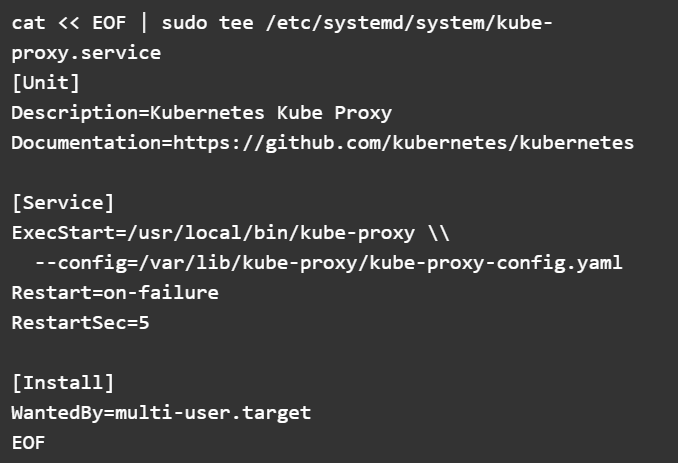 cat << EOF | sudo tee /etc/systemd/system/kube-
proxy.service
[Unit]
Description=Kubernetes Kube Proxy
Documentation=https://github.com/kubernetes/kubernetes

[Service]
ExecStart=/usr/local/bin/kube-proxy \\
  --config=/var/lib/kube-proxy/kube-proxy-config.yaml
Restart=on-failure
RestartSec=5

[Install]
WantedBy=multi-user.target
EOF